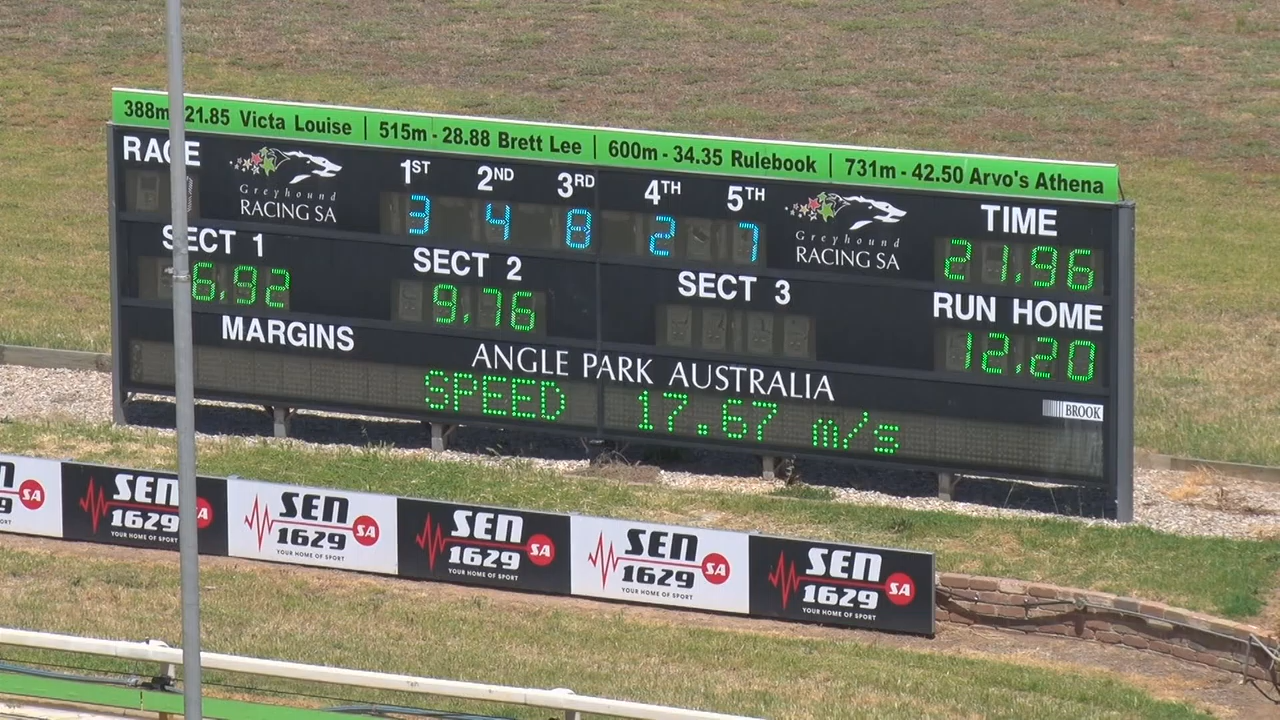 388m 21.85 Victa Louise | 515m - 28.88 Brett Lee | 600m - 34.35 Rulebook | 731m - 42.50 Arvo's Athena
RACE
Greyhound
RACING SA
1ST 2ND 3RD 4TH 5TH
3 4 8 2 7
Greyhound
RACING SA
TIME
21.96
SECT 1
6.92
SECT 2
9.76
SECT 3
RUN HOME
12.20
MARGINS
ANGLE PARK AUSTRALIA
SPEED 17.67 m/s
BROOK
9 SA
SEN
1629 SA
YOUR HOME OF SPORT
SEN
1629 SA
YOUR HOME OF SPORT
SEN
1629 SA
YOUR HOME OF SPORT
SEN
1629 SA
YOUR HOME OF SPORT
SEN
1629 SA
YOUR HOME OF SPORT